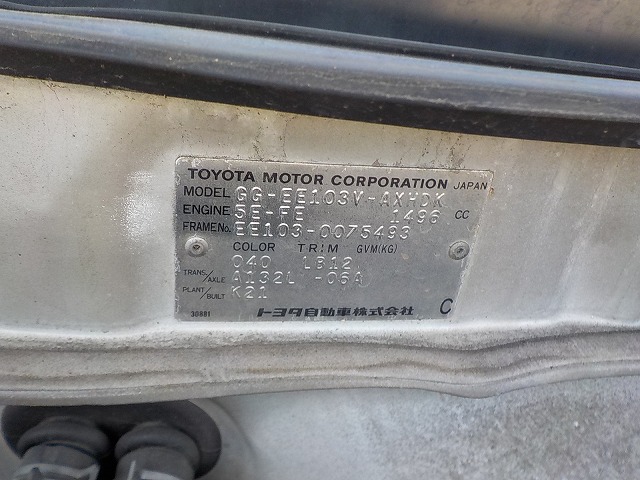 TOYOTA MOTOR CORPORATION JAPAN
MODEL GG-EE103V-AXHDK
ENGINE 5E-FE 1496 CC
FRAME No. EE103-0075493
COLOR TRIM GVM(KG)
040 LB12
TRANS./AXLE A132L -06A
PLANT/BUILT K21
30881 トヨタ自動車株式会社 C